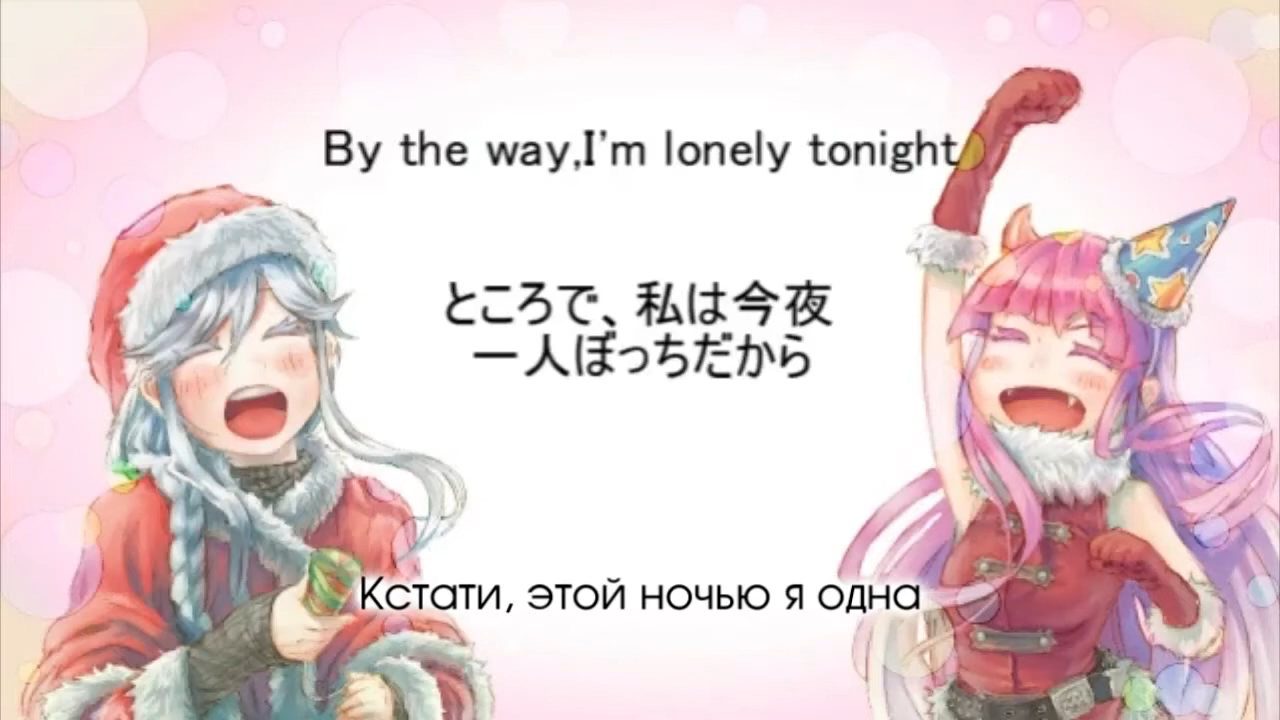 By the way,I'm lonely tonight
ところで、私は今夜
一人ぼっちだから
Кстати, этой ночью я одна